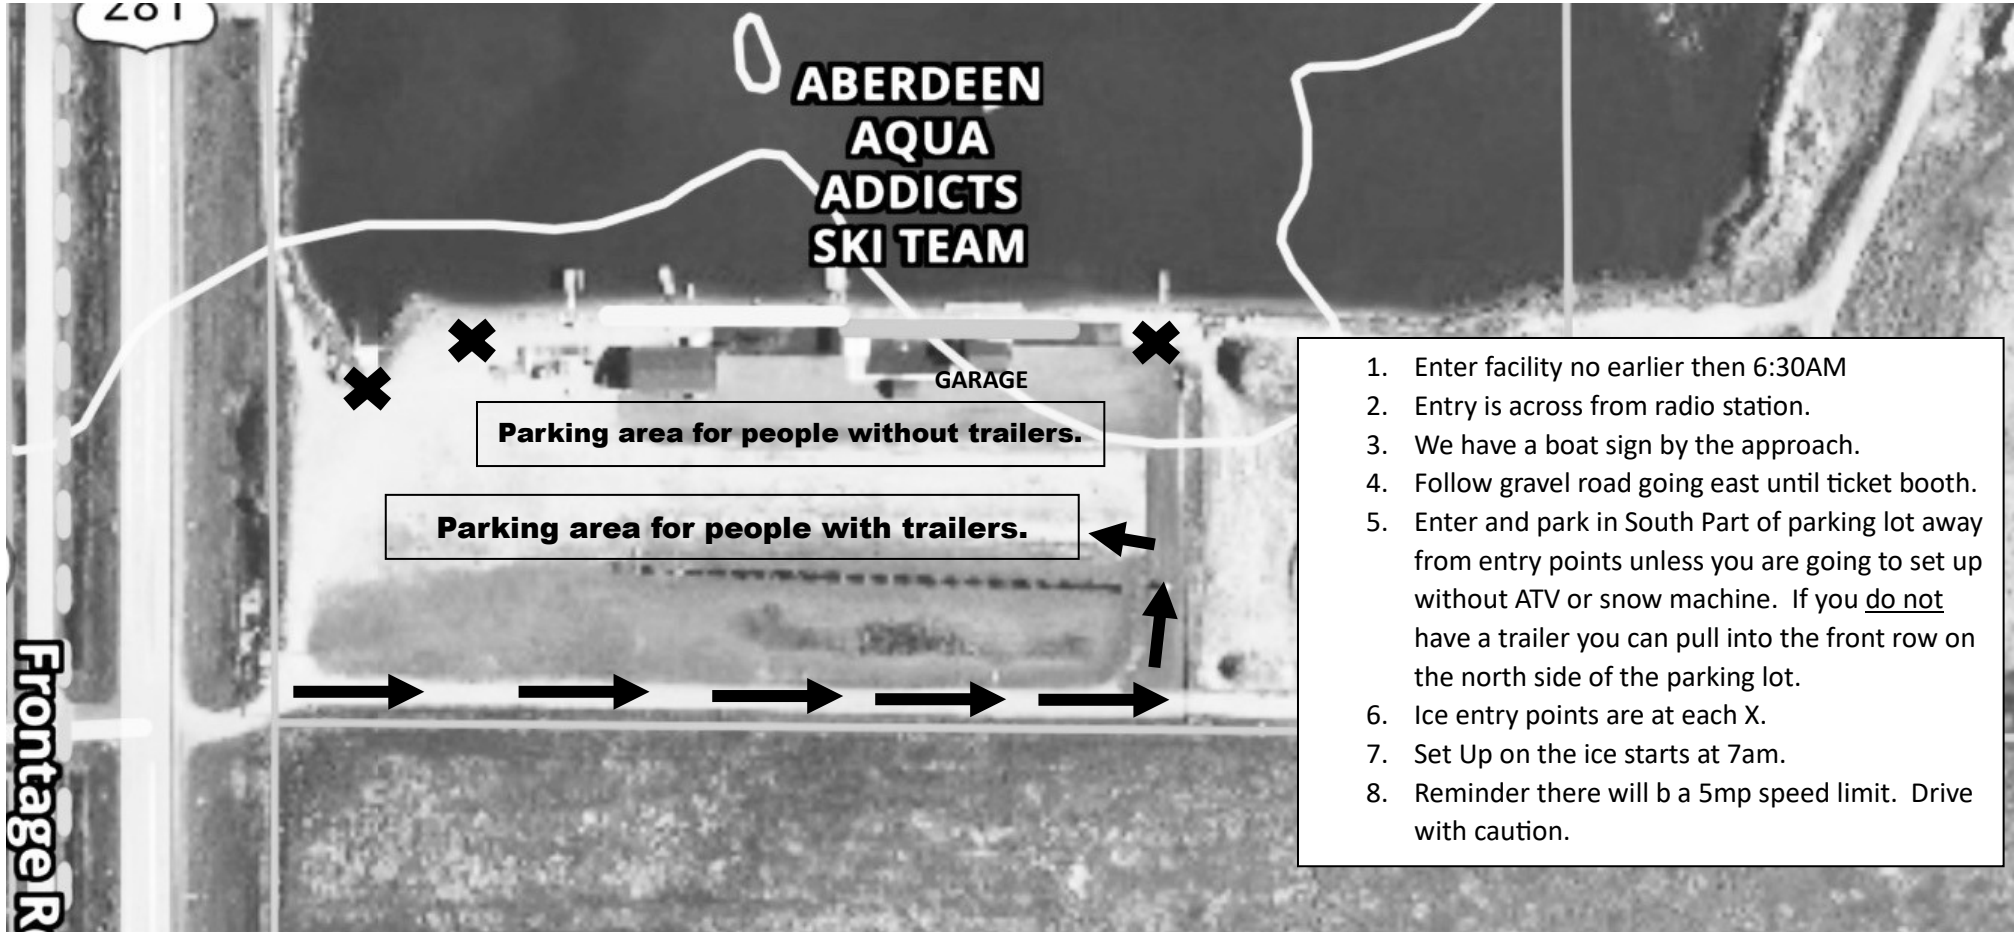 281
ABERDEEN
AQUA
ADDICTS
SKI TEAM
GARAGE
Parking area for people without trailers.
Parking area for people with trailers.
Frontage R
1. Enter facility no earlier then 6:30AM
2. Entry is across from radio station.
3. We have a boat sign by the approach.
4. Follow gravel road going east until ticket booth.
5. Enter and park in South Part of parking lot away
from entry points unless you are going to set up
without ATV or snow machine.  If you do not
have a trailer you can pull into the front row on
the north side of the parking lot.
6. Ice entry points are at each X.
7. Set Up on the ice starts at 7am.
8. Reminder there will b a 5mp speed limit.  Drive
with caution.